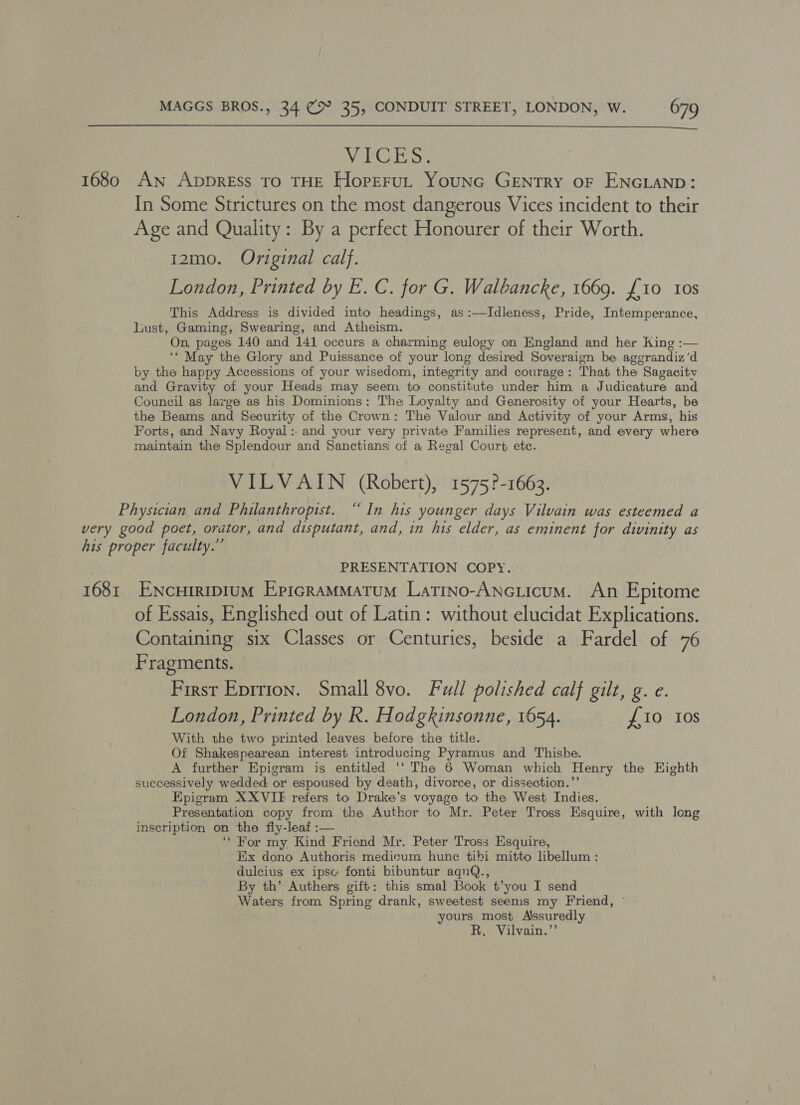 MAGGS BROS., 34 & 35, CONDUIT STREET, LONDON, W. 679
VICES.
1680 AN ADDRESS TO THE HOPEFUL YOUNG GENTRY OF ENGLAND:
In Some Strictures on the most dangerous Vices incident to their
Age and Quality: By a perfect Honourer of their Worth.
12mo. Original calf.
London, Printed by E. C. for G. Walbancke, 1669. £10 10s
This Address is divided into headings, as:—Idleness, Pride, Intemperance,
Lust, Gaming, Swearing, and Atheism.
On pages 140 and 141 occurs a charming eulogy on England and her King:—
‘‘ May the Glory and Puissance of your long desired Soveraign be aggrandiz‘d
by the happy Accessions of your wisedom, integrity and courage: That the Sagacity
and Gravity of your Heads may seem to constitute under him a Judicature and
Council as large as his Dominions: The Loyalty and Generosity of your Hearts, be
the Beams and Security of the Crown: The Valour and Activity of your Arms, his
Forts, and Navy Royal: and your very private Families represent, and every where
maintain the Splendour and Sanctians of a Regal Court etc.
VILVAIN (Robert), 1575?-1663.
Physician and Philanthropist. “In his younger days Vilvain was esteemed a
very good poet, orator, and disputant, and, in his elder, as eminent for divinity as
his proper faculty.’’
PRESENTATION COPY.
1681 ENCHIRIDIUM EPIGRAMMATUM LATINO-ANGLICUM. An Epitome
of Essais, Englished out of Latin: without elucidat Explications.
Containing six Classes or Centuries, beside a Fardel of 76
Fragments.
FIRST EDITION. Small 8vo. Full polished calf gilt, g. e.
London, Printed by R. Hodgkinsonne, 1654. £10 10s
With the two printed leaves before the title.
Of Shakespearean interest introducing Pyramus and Thisbe.
A further Epigram is entitled ‘‘ The 6 Woman which Henry the Eighth
successively wedded or espoused by death, divorce, or dissection.’’
Epigram XXVII refers to Drake’s voyage to the West Indies.
Presentation copy from the Author to Mr. Peter Tross Esquire, with long
inscription on the fly-leaf:—
‘‘ For my Kind Friend Mr. Peter Tross Esquire,
Ex dono Authoris medicum hunc tibi mitto libellum:
dulcius ex ipso fonti bibuntur aquQ.,
By th’ Authers gift: this smal Book t’you I send
Waters from Spring drank, sweetest seems my Friend,
yours most Assuredly
R. Vilvain.’’